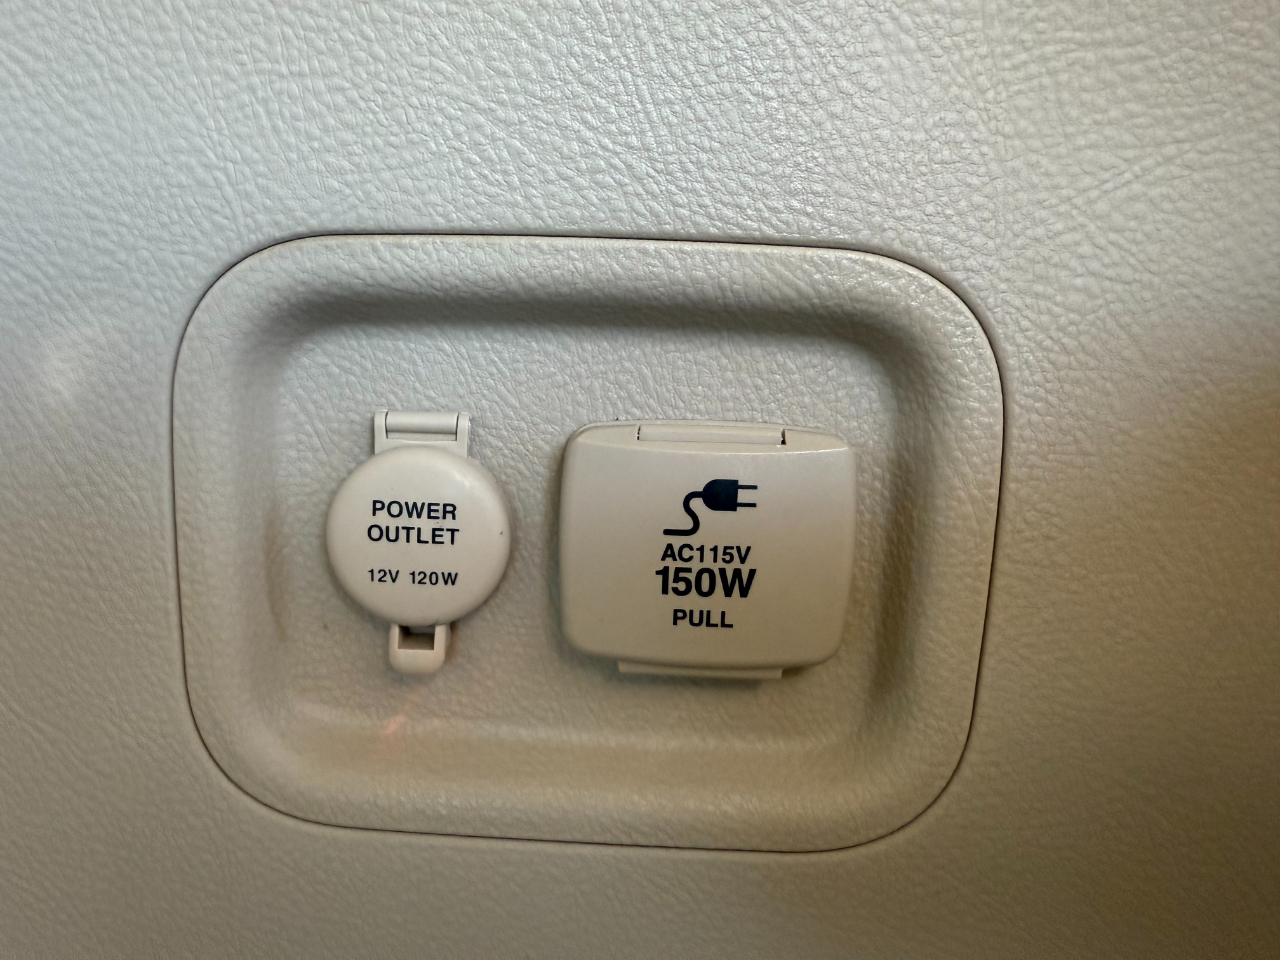 POWER
OUTLET
12V 120W
AC115V
150W
PULL